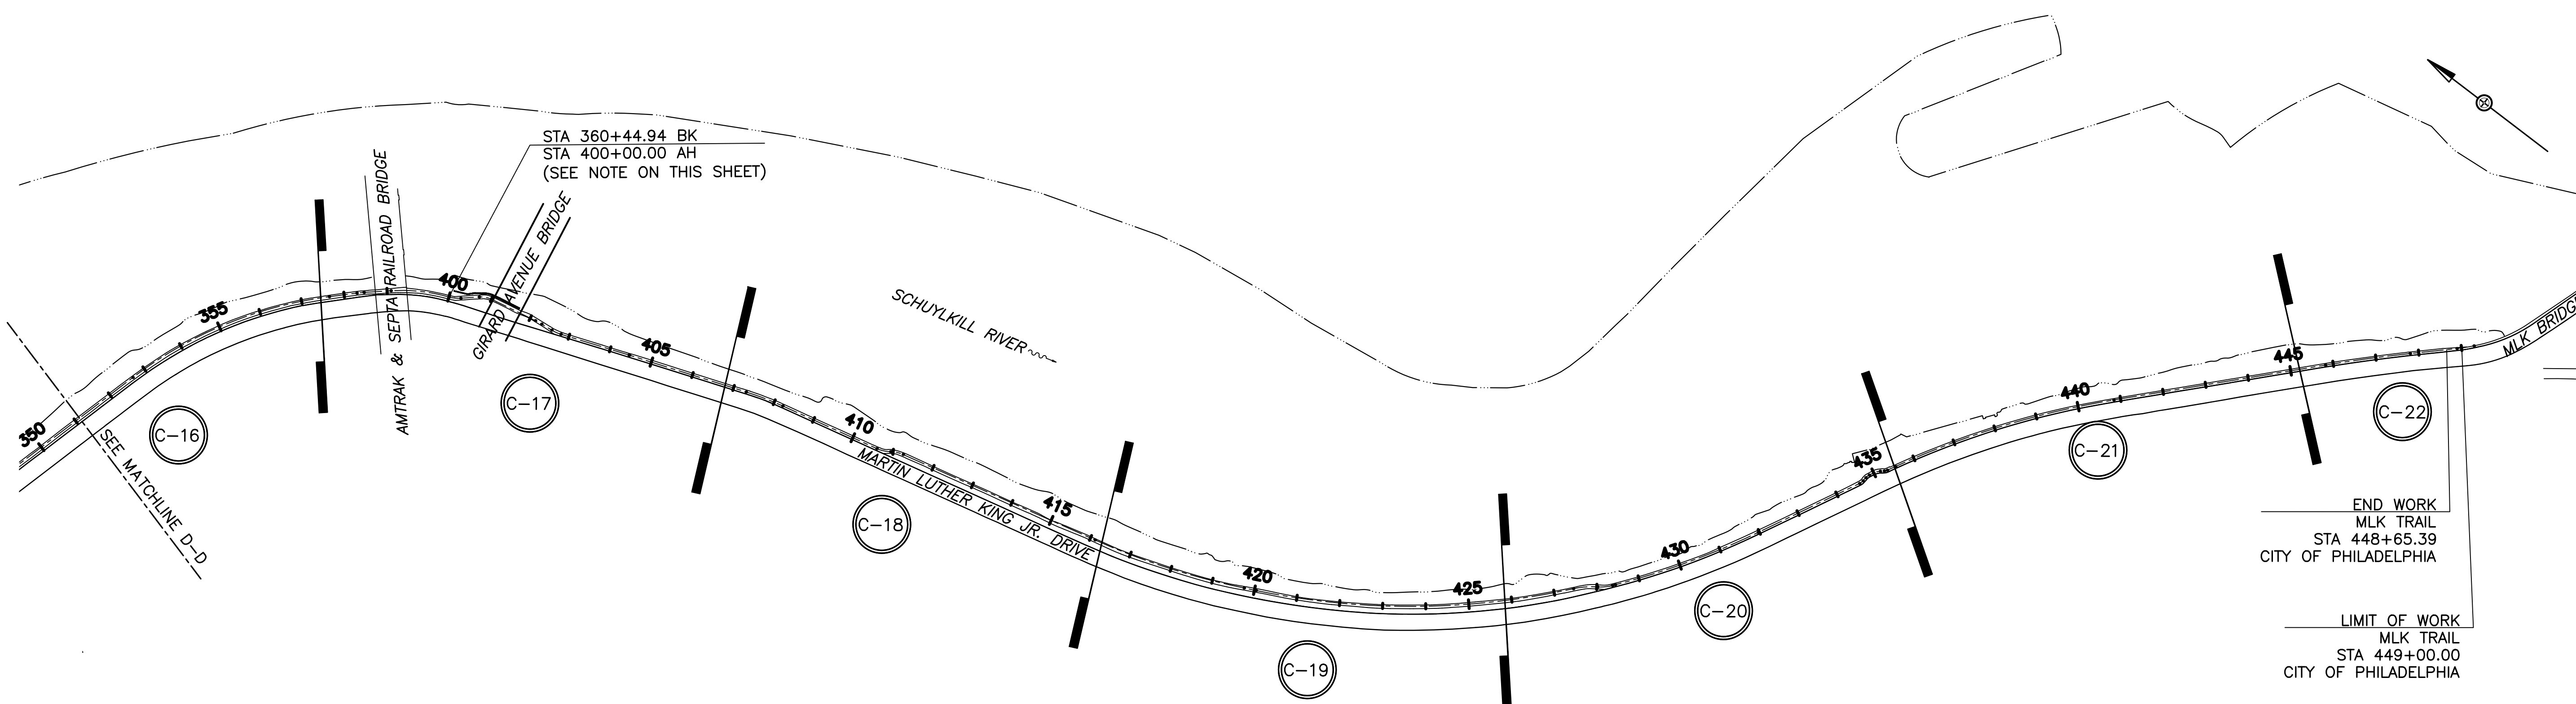 STA 360+44.94 BK
STA 400+00.00 AH
(SEE NOTE ON THIS SHEET)
AMTRAK & SEPTA RAILROAD BRIDGE
GIRARD AVENUE BRIDGE
SCHUYLKILL RIVER
350
355
400
405
410
415
420
425
430
435
440
445
SEE MATCHLINE D-D
MARTIN LUTHER KING JR. DRIVE
C-16
C-17
C-18
C-19
C-20
C-21
C-22
MLK BRIDGE
END WORK
MLK TRAIL
STA 448+65.39
CITY OF PHILADELPHIA
LIMIT OF WORK
MLK TRAIL
STA 449+00.00
CITY OF PHILADELPHIA